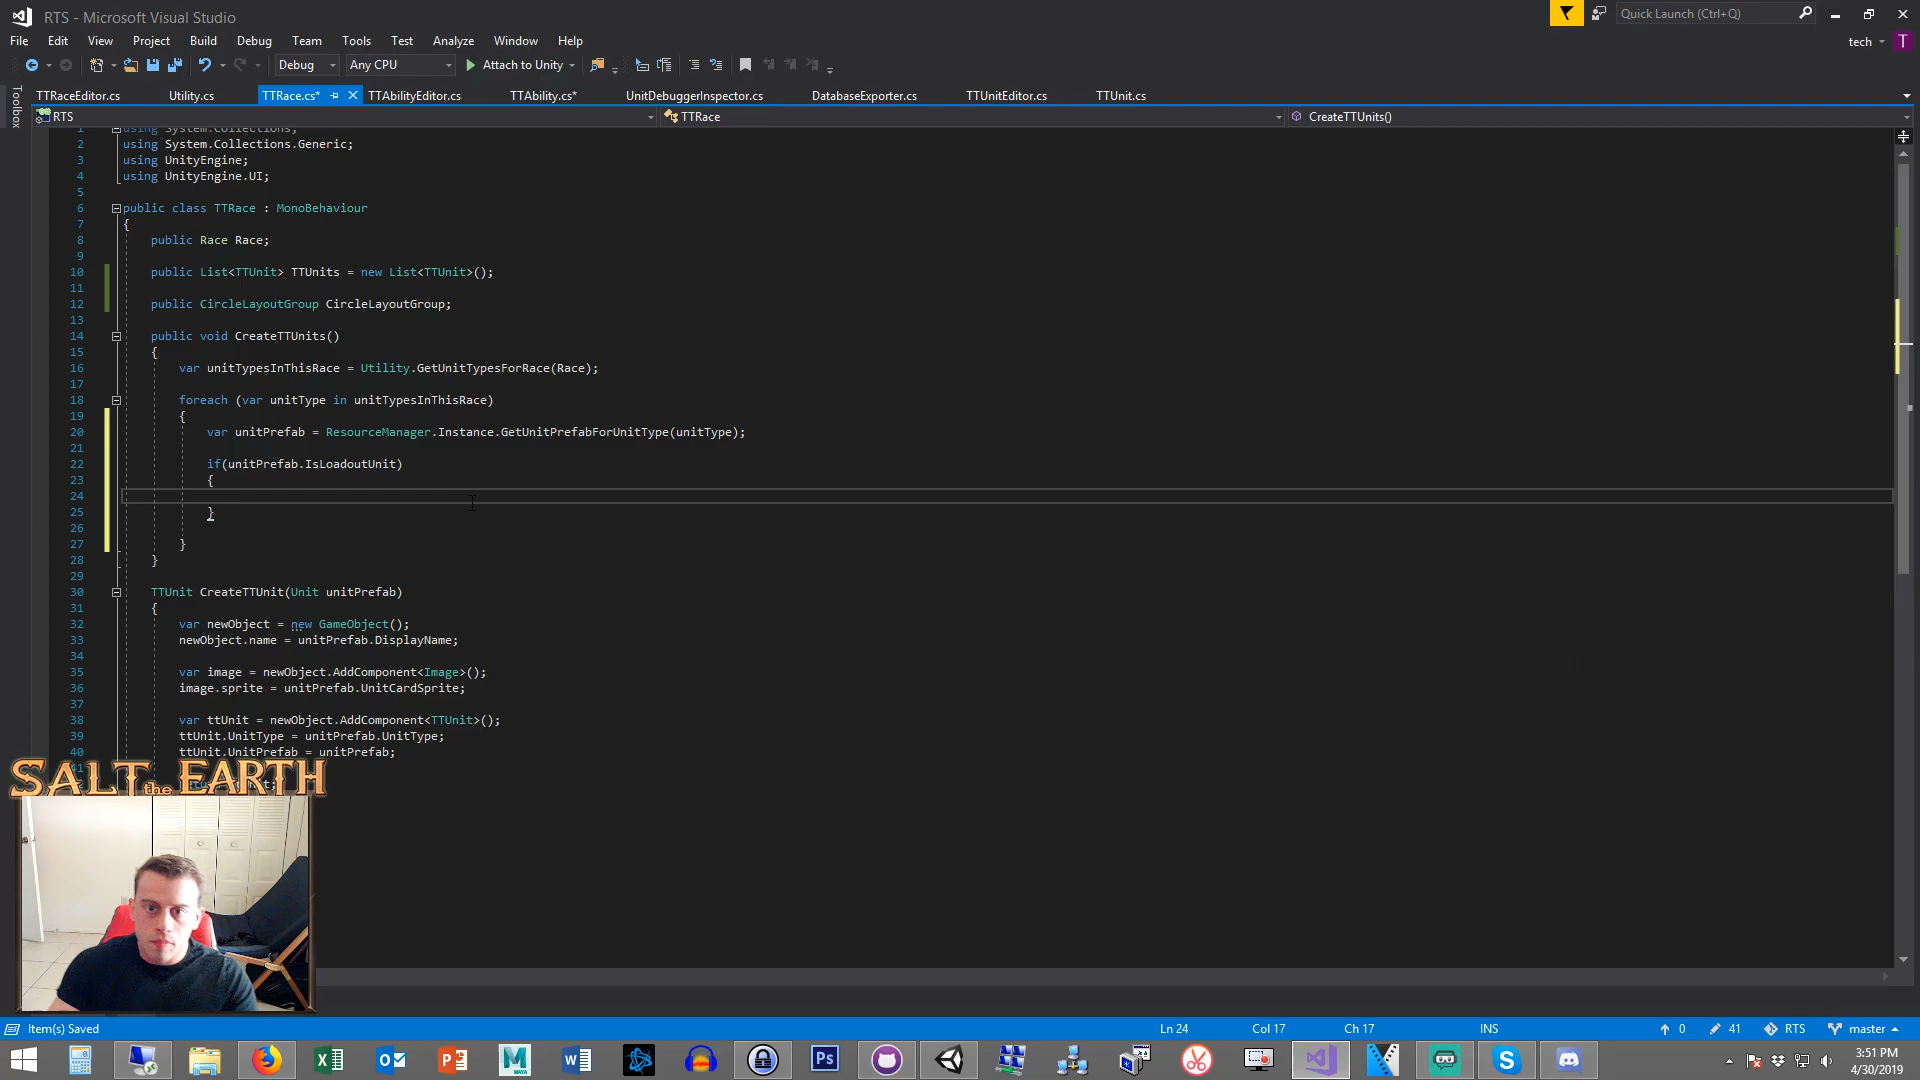 RTS - Microsoft Visual Studio
Quick Launch (Ctrl+Q)
File Edit View Project Build Debug Team Tools Test Analyze Window Help
tech T
Debug Any CPU Attach to Unity
Toolbox
TTRaceEditor.cs Utility.cs TTRace.cs* TTAbilityEditor.cs TTAbility.cs* UnitDebuggerInspector.cs DatabaseExporter.cs TTUnitEditor.cs TTUnit.cs
RTS TTRace CreateTTUnits()
1 using System.Collections;
2 using System.Collections.Generic;
3 using UnityEngine;
4 using UnityEngine.UI;
5
6 public class TTRace : MonoBehaviour
7 {
8 public Race Race;
9
10 public List<TTUnit> TTUnits = new List<TTUnit>();
11
12 public CircleLayoutGroup CircleLayoutGroup;
13
14 public void CreateTTUnits()
15 {
16 var unitTypesInThisRace = Utility.GetUnitTypesForRace(Race);
17
18 foreach (var unitType in unitTypesInThisRace)
19 {
20 var unitPrefab = ResourceManager.Instance.GetUnitPrefabForUnitType(unitType);
21
22 if(unitPrefab.IsLoadoutUnit)
23 {
24
25 }
26
27 }
28 }
29
30 TTUnit CreateTTUnit(Unit unitPrefab)
31 {
32 var newObject = new GameObject();
33 newObject.name = unitPrefab.DisplayName;
34
35 var image = newObject.AddComponent<Image>();
36 image.sprite = unitPrefab.UnitCardSprite;
37
38 var ttUnit = newObject.AddComponent<TTUnit>();
39 ttUnit.UnitType = unitPrefab.UnitType;
40 ttUnit.UnitPrefab = unitPrefab;
SALT the EARTH
Item(s) Saved Ln 24 Col 17 Ch 17 INS 0 41 RTS master
3:51 PM
4/30/2019